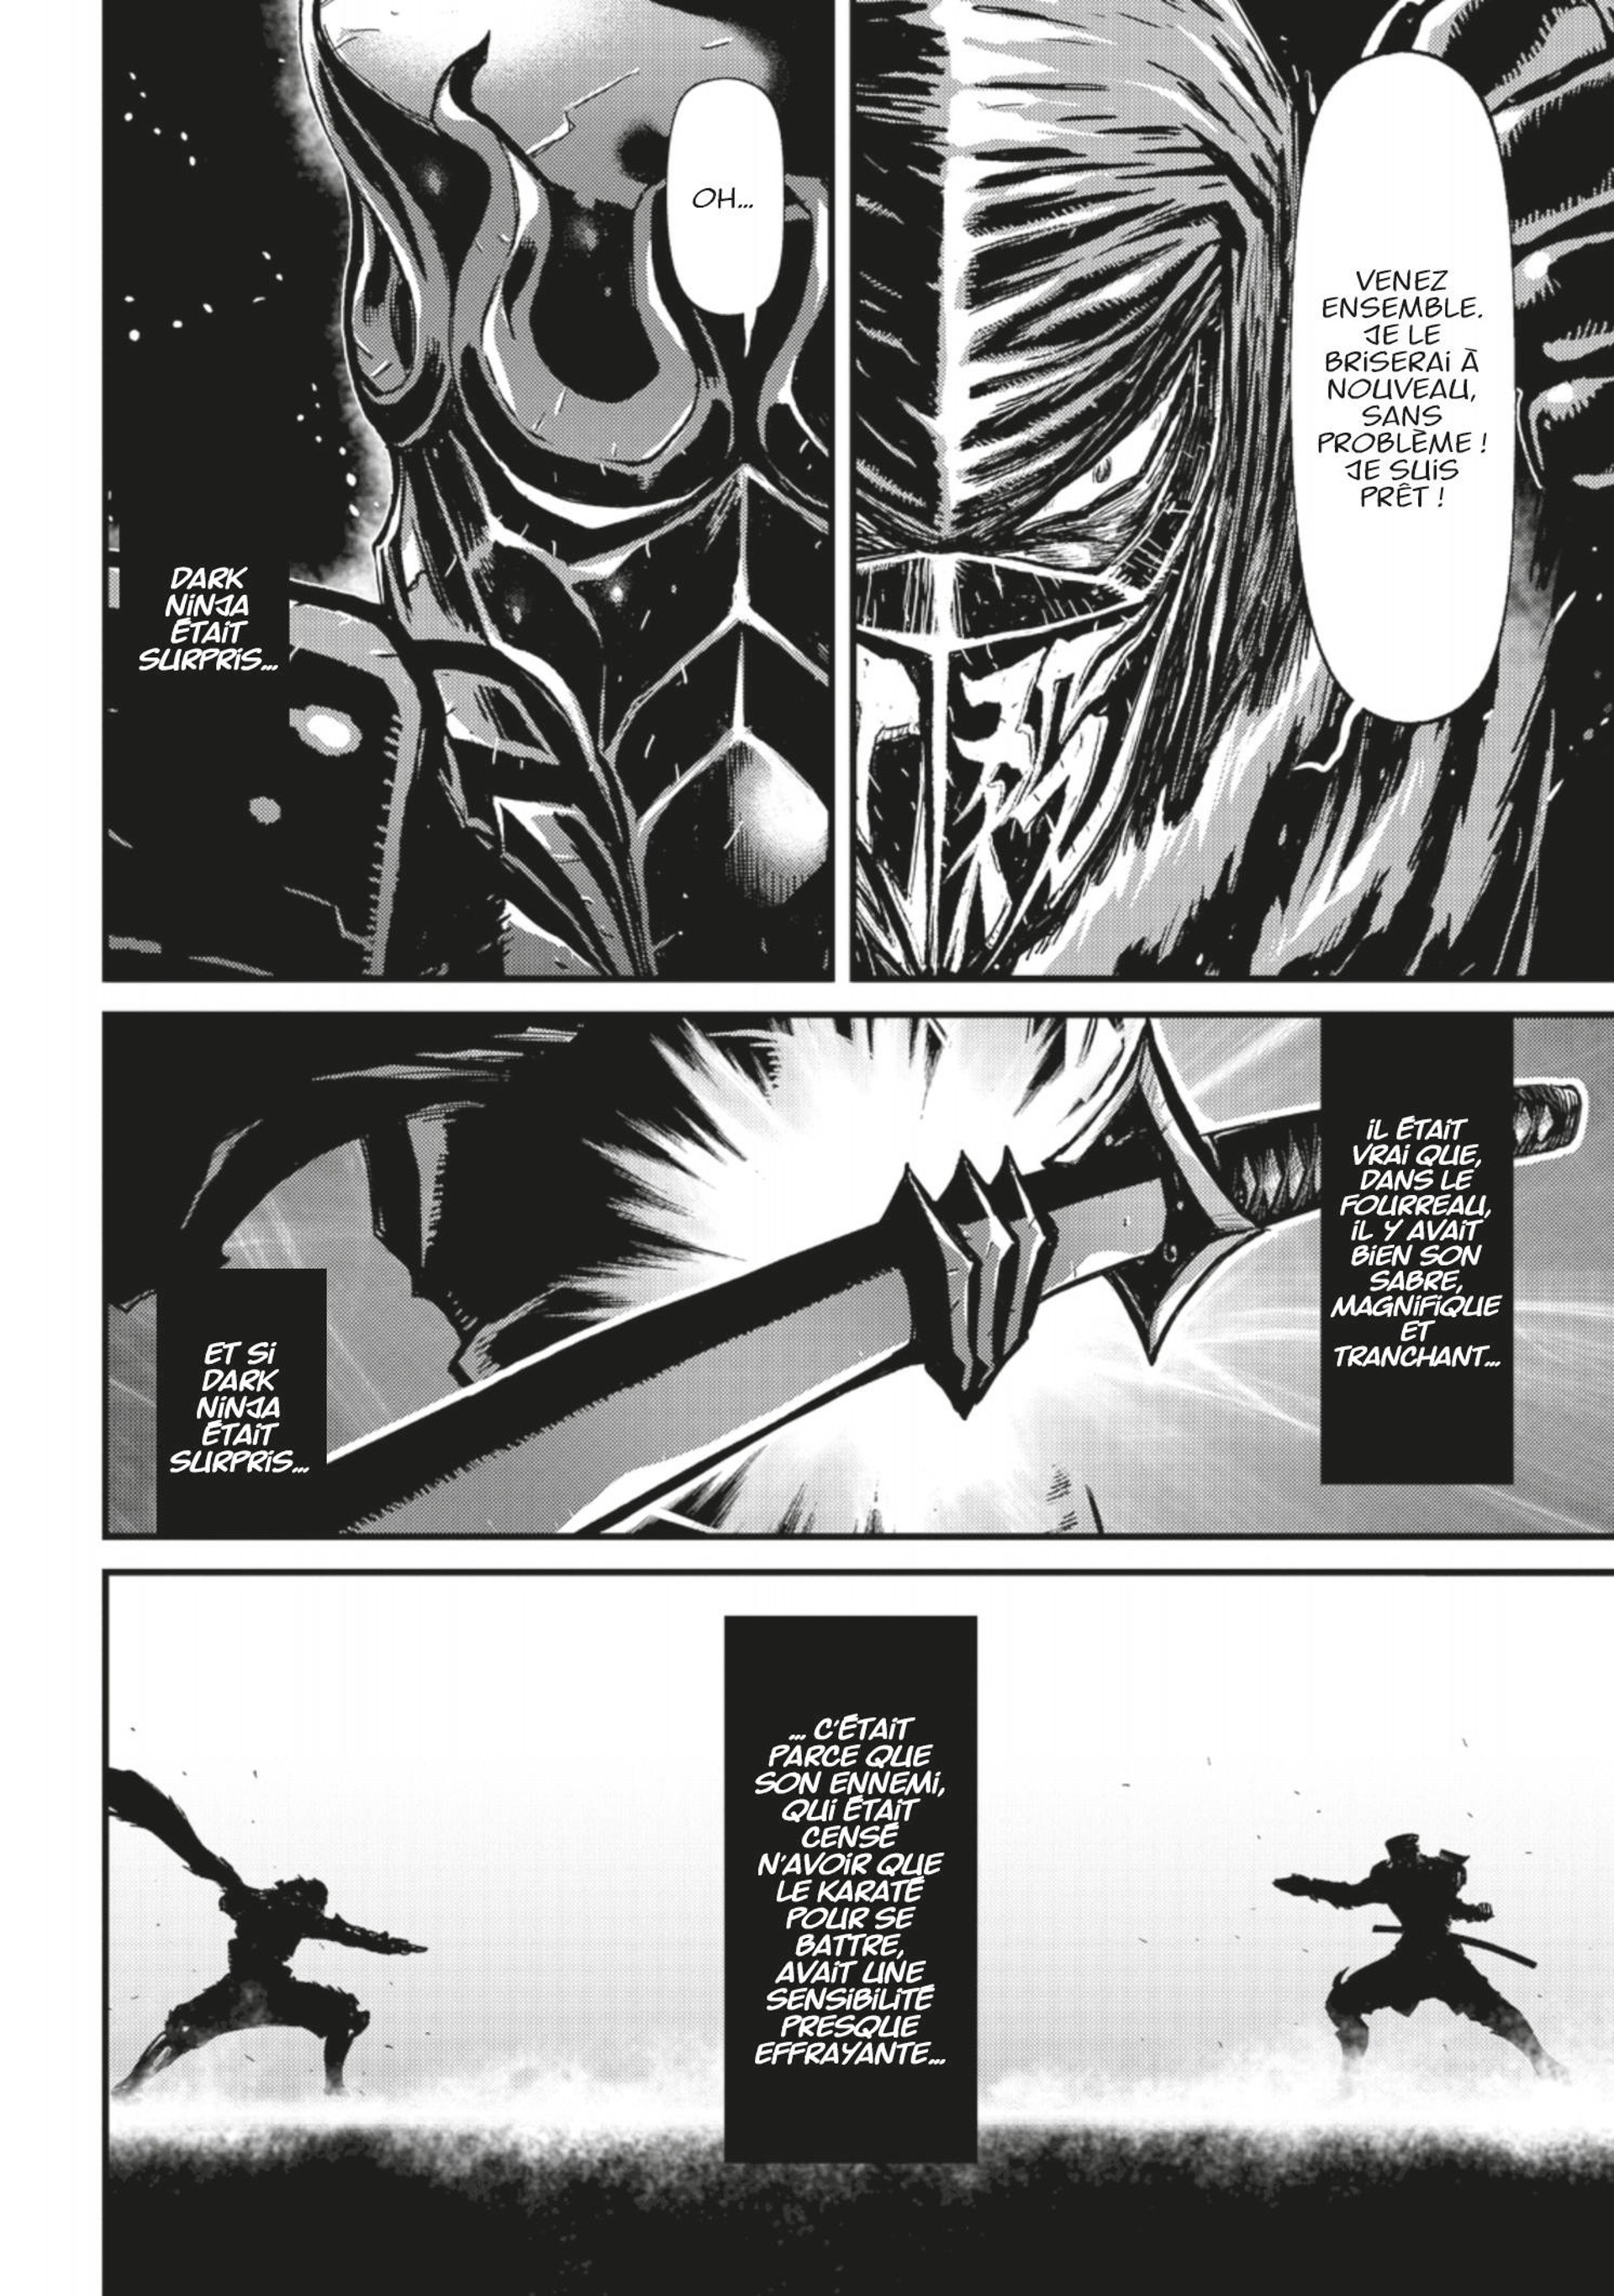 VENEZ
ENSEMBLE.
JE LE
BRISERAI À
NOUVEAU,
SANS
PROBLÈME !
JE SUIS
PRÊT !
OH...
DARK
NINJA
ÉTAIT
SURPRIS...
IL ÉTAIT
VRAI QUE,
DANS LE
FOURREAU,
IL Y AVAIT
BIEN SON
SABRE,
MAGNIFIQUE
ET
TRANCHANT...
ET SI
DARK
NINJA
ÉTAIT
SURPRIS...
... C'ÉTAIT
PARCE QUE
SON ENNEMI,
QUI ÉTAIT
CENSÉ
N'AVOIR QUE
LE KARATÉ
POUR SE
BATTRE,
AVAIT UNE
SENSIBILITÉ
PRESQUE
EFFRAYANTE...